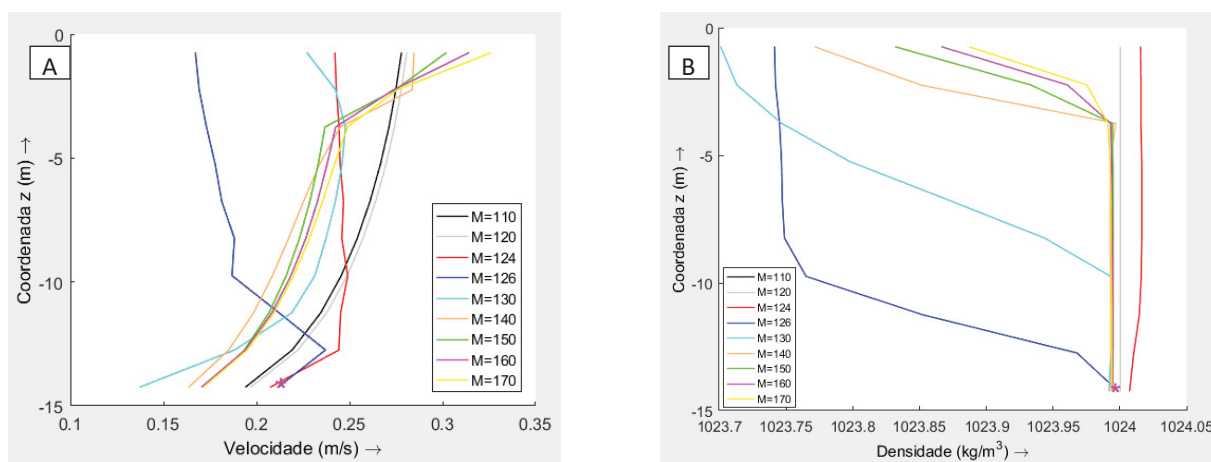 A
0
-5
-10
-15
Coordenada z (m) →
0.1 0.15 0.2 0.25 0.3 0.35
Velocidade (m/s) →
M=110
M=120
M=124
M=126
M=130
M=140
M=150
M=160
M=170
B
0
-5
-10
-15
Coordenada z (m) →
1023.7 1023.75 1023.8 1023.85 1023.9 1023.95 1024 1024.05
Densidade (kg/m³) →
M=110
M=120
M=124
M=126
M=130
M=140
M=150
M=160
M=170